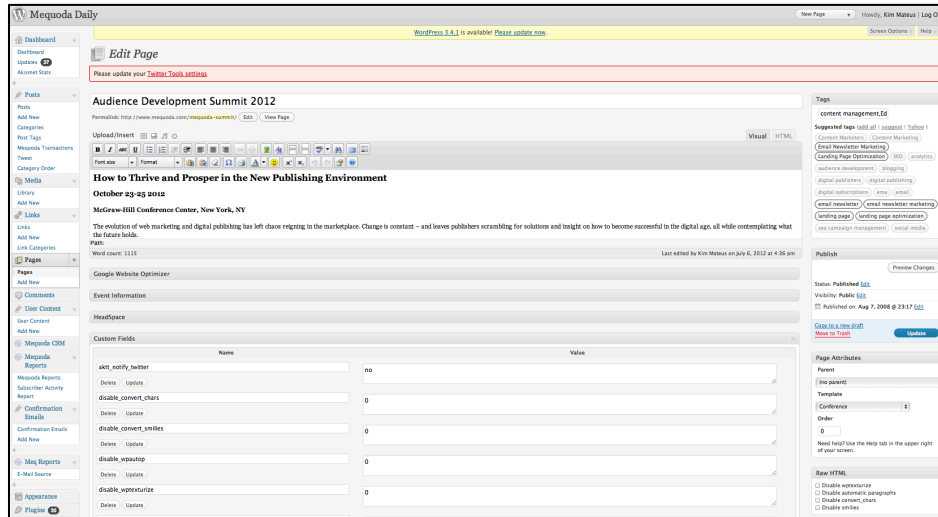 Mequoda Daily
New Page
Howdy, Kim Mateus | Log O
WordPress 3.4.1 is available! Please update now.
Screen Options
Help
Dashboard
Dashboard
Updates 37
Akismet Stats
Posts
Posts
Add New
Categories
Post Tags
Mequoda Transactions
Tweet
Category Order
Media
Library
Add New
Links
Links
Add New
Link Categories
Pages
Pages
Add New
Comments
User Content
User Content
Add New
Mequoda CSM
Mequoda
Reports
Mequoda Reports
Subscriber Activity
Report
Confirmation
Emails
Confirmation Emails
Add New
Meq Reports
E-Mail Source
Appearance
Plugins 36
Edit Page
Please update your Twitter Tools settings
Audience Development Summit 2012
Permalink: http://www.mequoda.com/mequoda-summit/ Edit View Page
Upload/Insert
Visual HTML
Font size Format
How to Thrive and Prosper in the New Publishing Environment
October 23-25 2012
McGraw-Hill Conference Center, New York, NY
The evolution of web marketing and digital publishing has left chaos reigning in the marketplace. Change is constant – and leaves publishers scrambling for solutions and insight on how to become successful in the digital age, all while contemplating what
the future holds.
Path:
Word count: 1115
Last edited by Kim Mateus on July 6, 2012 at 4:36 pm
Google Website Optimizer
Event Information
HeadSpace
Custom Fields
Name Value
aktt_notify_twitter no
Delete Update
disable_convert_chars 0
Delete Update
disable_convert_smilies 0
Delete Update
disable_wpautop 0
Delete Update
disable_wptexturize 0
Delete Update
Tags
content management,Ed
Suggested tags (add all | suggest | Yahoo )
Content Marketers Content Marketing
Email Newsletter Marketing
Landing Page Optimization SEO analytics
audience development blogging
digital publishers digital publishing
digital subscriptions ema email
email newsletter email newsletter marketing
landing page landing page optimization
seo campaign management social media
Publish
Preview Changes
Status: Published Edit
Visibility: Public Edit
Published on: Aug 7, 2008 @ 23:17 Edit
Copy to a new draft
Move to Trash
Update
Page Attributes
Parent
(no parent)
Template
Conference
Order
0
Need help? Use the Help tab in the upper right
of your screen.
Raw HTML
Disable wptexturize
Disable automatic paragraphs
Disable convert_chars
Disable smilies